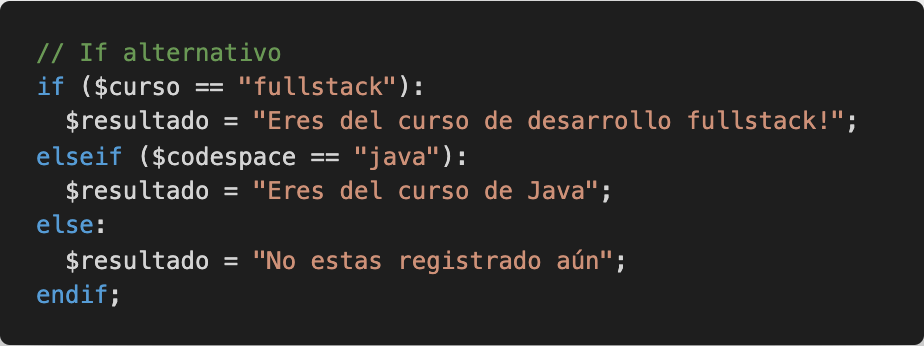 // If alternativo
if ($curso == "fullstack"):
  $resultado = "Eres del curso de desarrollo fullstack!";
elseif ($codespace == "java"):
  $resultado = "Eres del curso de Java";
else:
  $resultado = "No estas registrado aún";
endif;